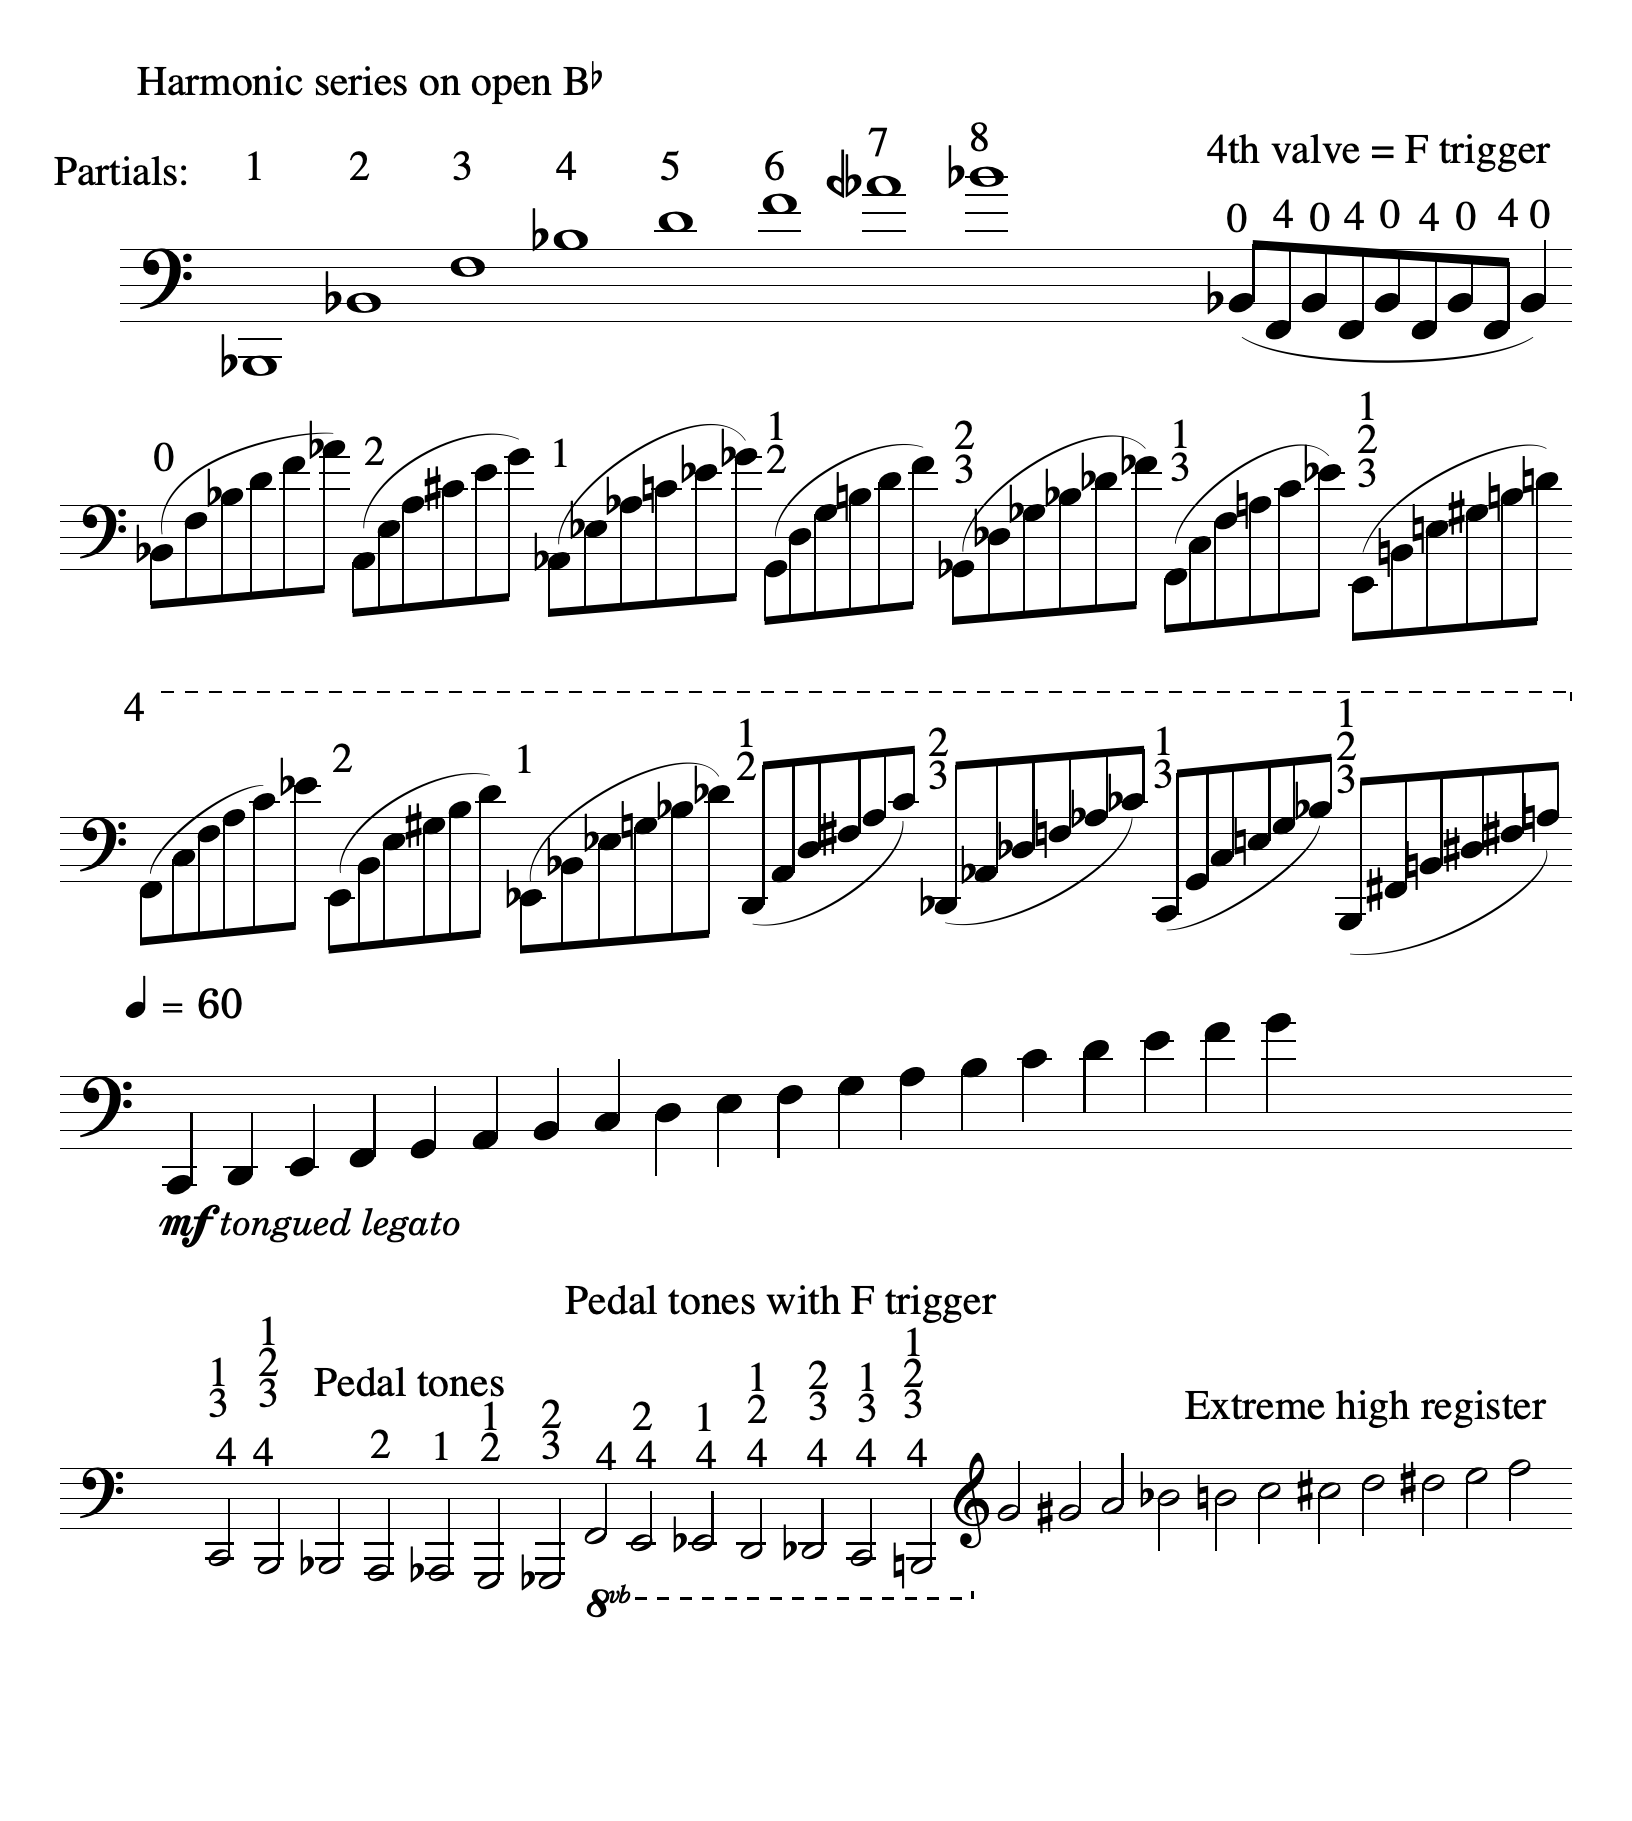 Harmonic series on open B♭
Partials: 1 2 3 4 5 6 7 8
4th valve = F trigger
0 4 0 4 0 4 0 4 0
0 2 1 1 2 2 3 1 3 1 2 3
4
2 1 1 2 2 3 1 3 1 2 3
♩ = 60
mf tongued legato
Pedal tones with F trigger
Pedal tones
Extreme high register
1 3 4 1 2 3 4 2 1 1 2 2 3 4 2 4 1 4 1 2 4 2 3 4 1 3 4 1 2 3 4
8vb